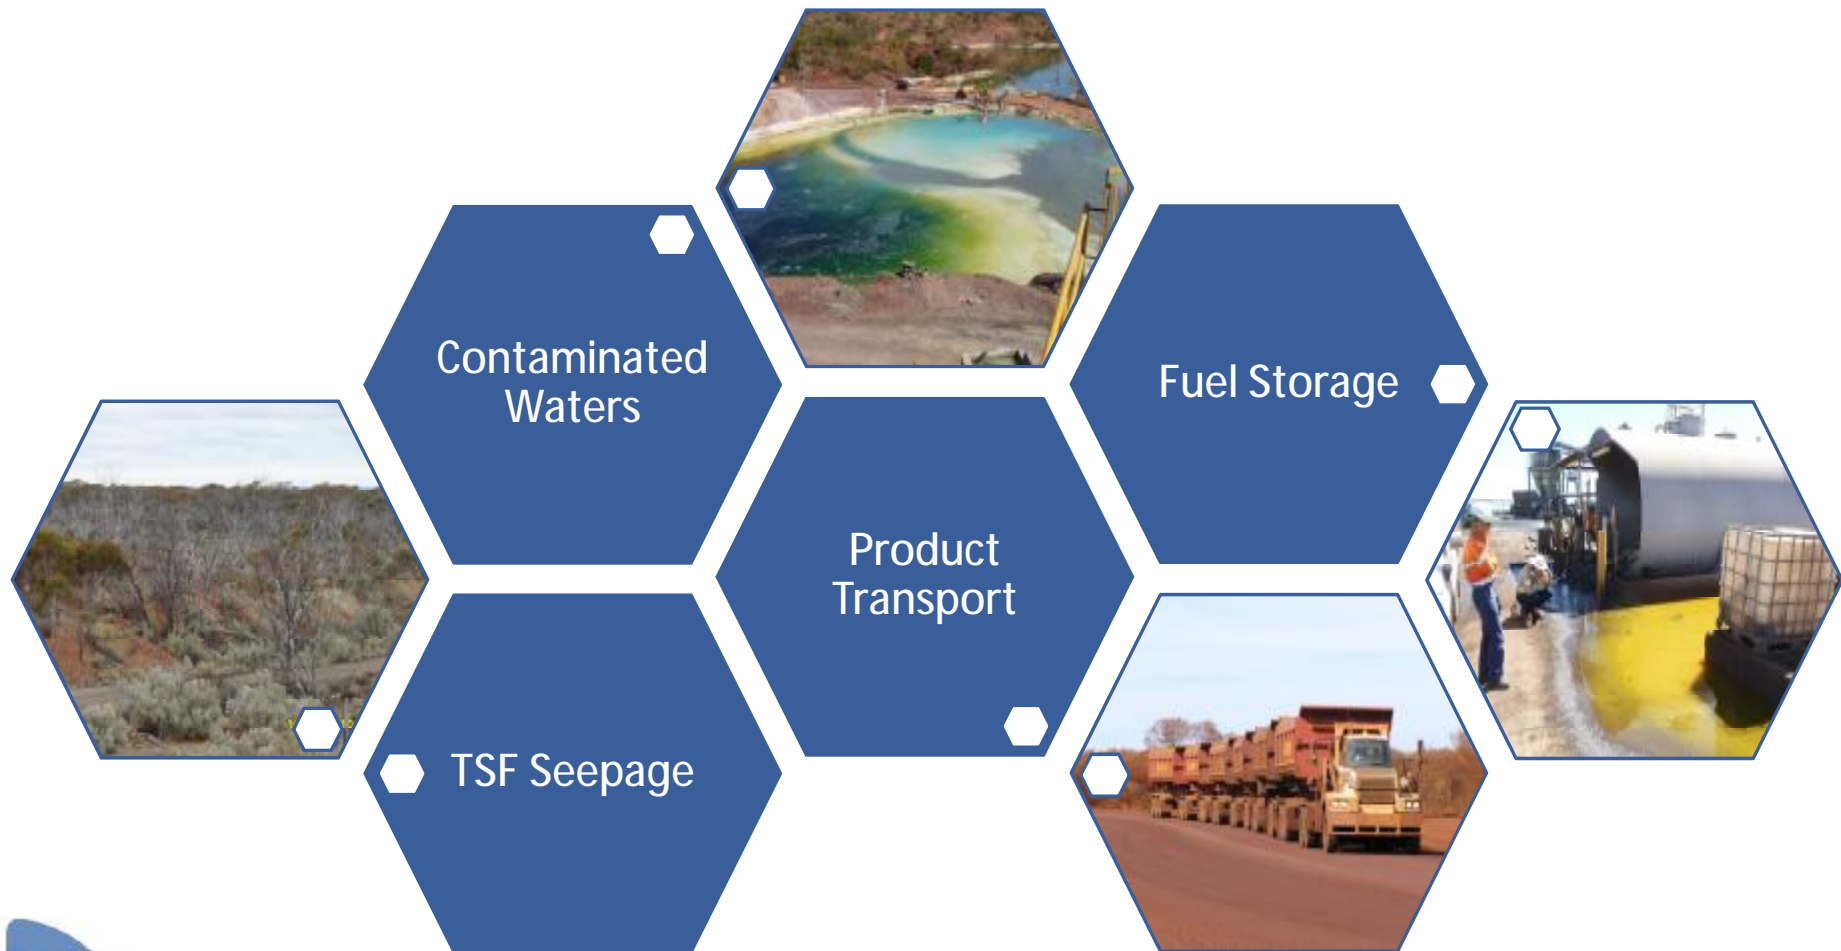 Contaminated
Waters
Fuel Storage
Product
Transport
TSF Seepage